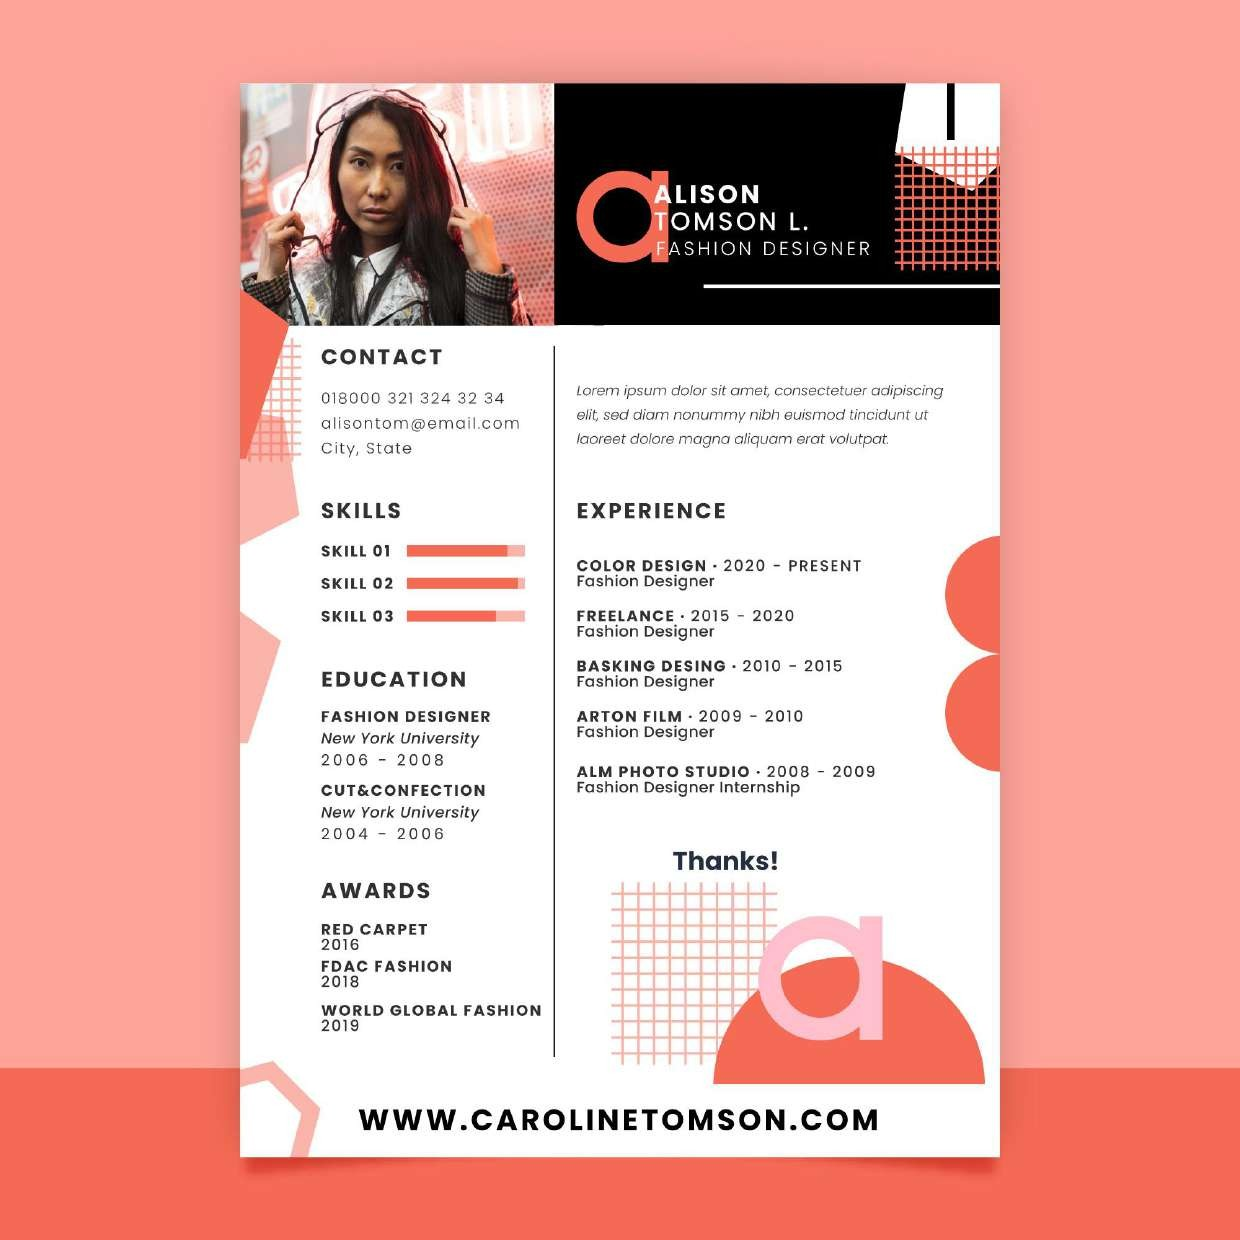 a
ALISON
TOMSON L.
FASHION DESIGNER
CONTACT
018000 321 324 32 34
alisontom@email.com
City, State
SKILLS
SKILL 01
SKILL 02
SKILL 03
EDUCATION
FASHION DESIGNER
New York University
2006 - 2008
CUT&CONFECTION
New York University
2004 - 2006
AWARDS
RED CARPET
2016
FDAC FASHION
2018
WORLD GLOBAL FASHION
2019
Lorem ipsum dolor sit amet, consectetuer adipiscing
elit, sed diam nonummy nibh euismod tincidunt ut
laoreet dolore magna aliquam erat volutpat.
EXPERIENCE
COLOR DESIGN · 2020 - PRESENT
Fashion Designer
FREELANCE · 2015 - 2020
Fashion Designer
BASKING DESING · 2010 - 2015
Fashion Designer
ARTON FILM · 2009 - 2010
Fashion Designer
ALM PHOTO STUDIO · 2008 - 2009
Fashion Designer Internship
Thanks!
a
WWW.CAROLINETOMSON.COM